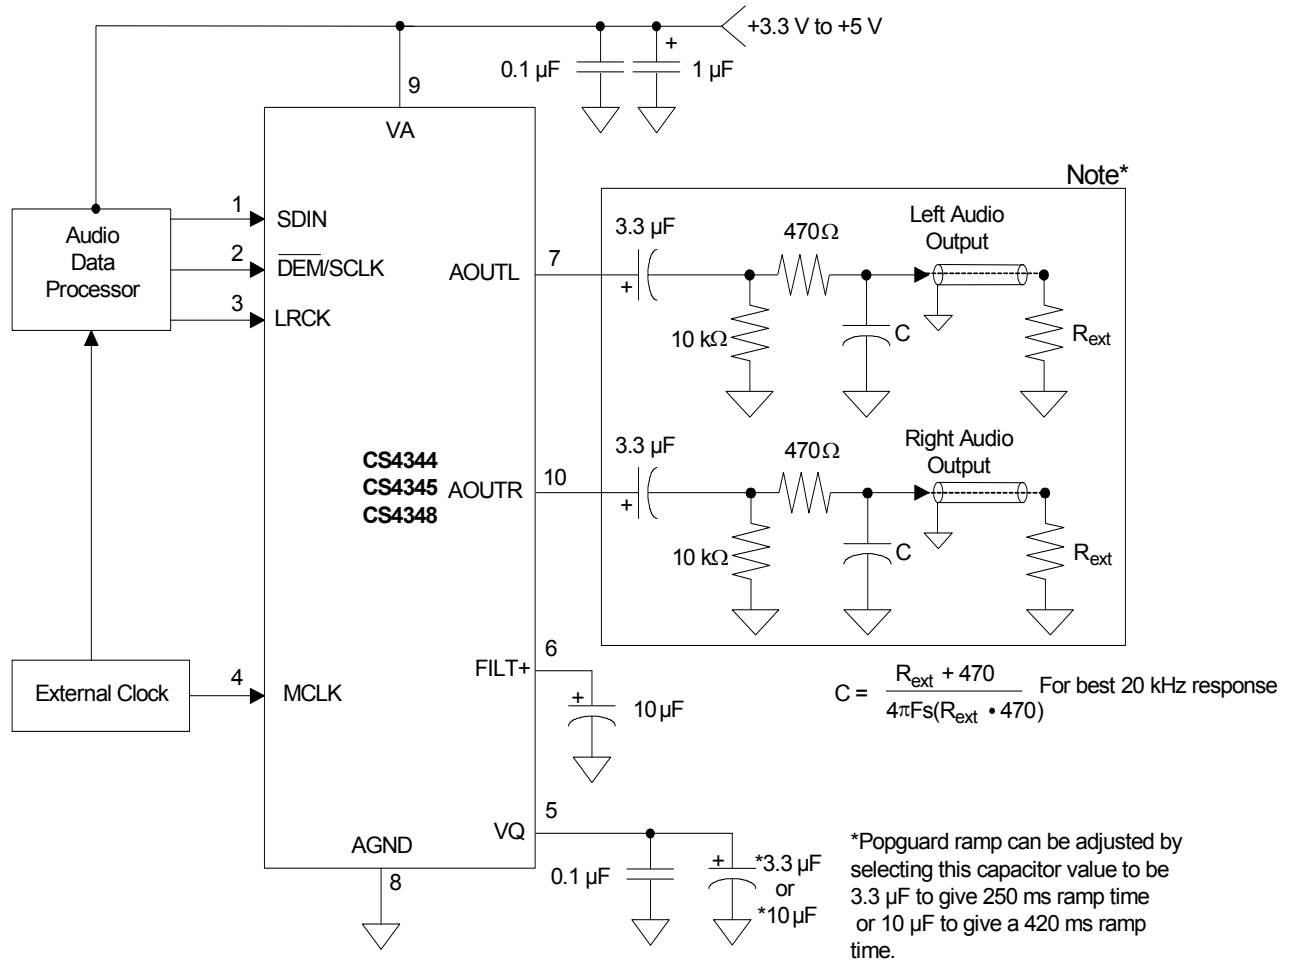 +3.3 V to +5 V
0.1 µF
1 µF
9
VA
Note*
Audio
Data
Processor
1
SDIN
2
DEM/SCLK
3
LRCK
AOUTL
7
3.3 µF
+
470Ω
Left Audio
Output
10 kΩ
C
Rext
CS4344
CS4345
CS4348
AOUTR
10
3.3 µF
+
470Ω
Right Audio
Output
10 kΩ
C
Rext
External Clock
4
MCLK
FILT+
6
+
10 µF
C = Rext + 470 / 4πFs(Rext • 470) For best 20 kHz response
VQ
5
0.1 µF
+
*3.3 µF
or
*10 µF
AGND
8
+
*Popguard ramp can be adjusted by
selecting this capacitor value to be
3.3 µF to give 250 ms ramp time
or 10 µF to give a 420 ms ramp
time.